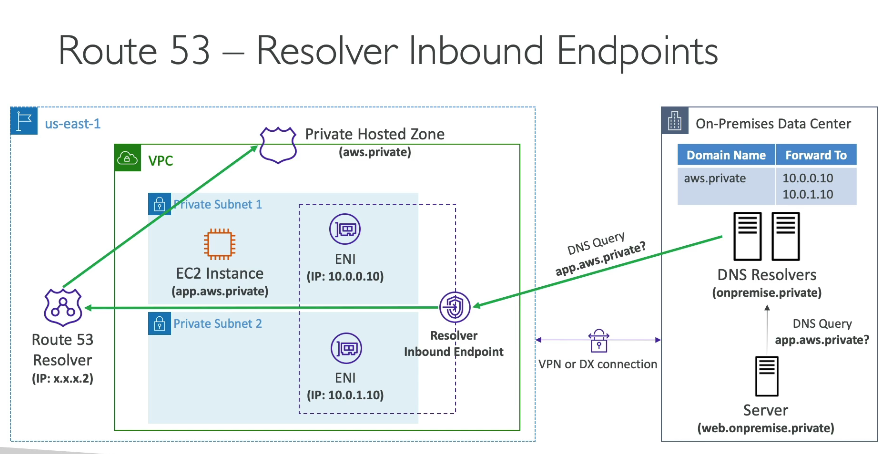 Route 53 – Resolver Inbound Endpoints
us-east-1
Private Hosted Zone
(aws.private)
VPC
Private Subnet 1
ENI
(IP: 10.0.0.10)
EC2 Instance
(app.aws.private)
Route 53
Resolver
(IP: x.x.x.2)
Private Subnet 2
ENI
(IP: 10.0.1.10)
Resolver
Inbound Endpoint
DNS Query
app.aws.private?
VPN or DX connection
On-Premises Data Center
Domain Name Forward To
aws.private 10.0.0.10
10.0.1.10
DNS Resolvers
(onpremise.private)
DNS Query
app.aws.private?
Server
(web.onpremise.private)